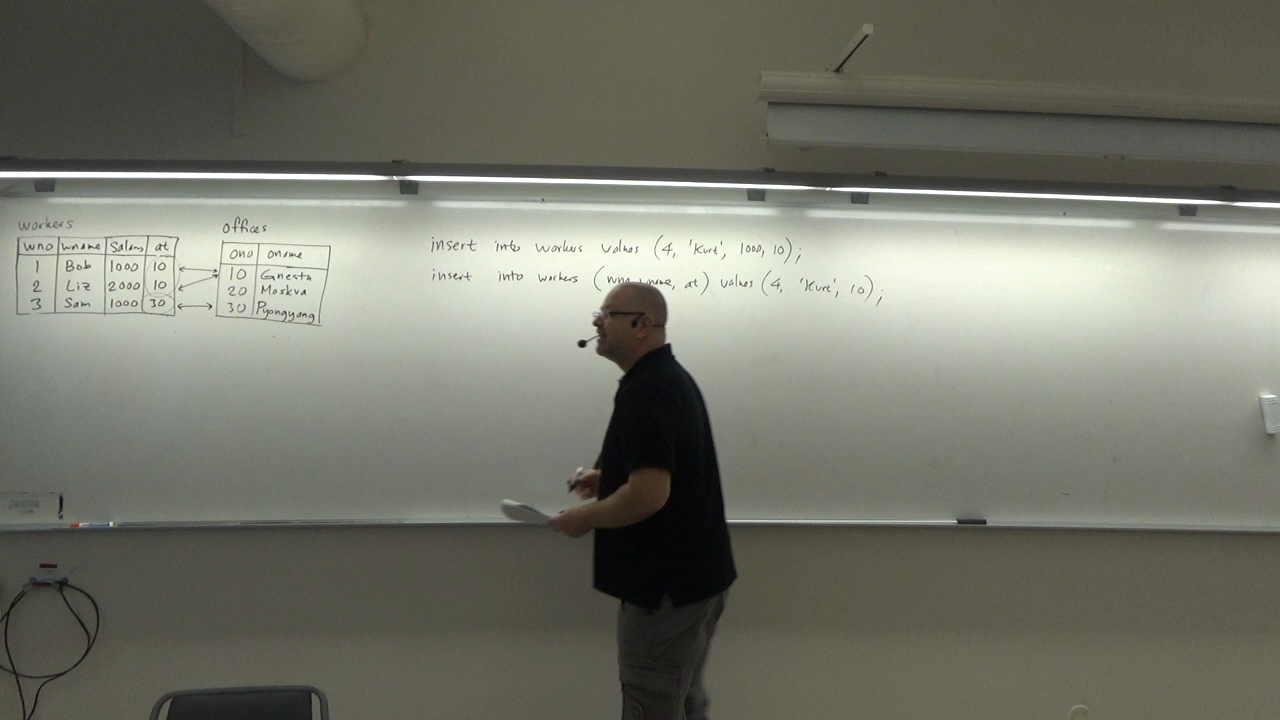 workers
wno wname Salary at
1 Bob 1000 10
2 Liz 2000 10
3 Sam 1000 30
offices
ono oname
10 Gnesta
20 Moskva
30 Pyongyang
insert into workers values (4, 'Kurt', 1000, 10);
insert into workers (wno, wname, at) values (4, 'Kurt', 10);